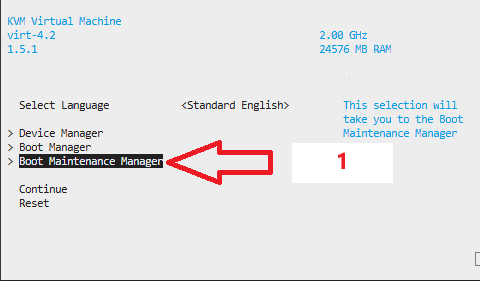 KVM Virtual Machine
virt-4.2 2.00 GHz
1.5.1 24576 MB RAM
Select Language <Standard English> This selection will
take you to the Boot
> Device Manager Maintenance Manager
> Boot Manager
> Boot Maintenance Manager 1
Continue
Reset